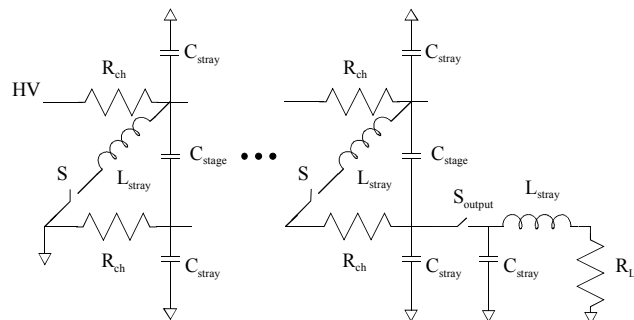 C_stray
C_stray
R_ch
R_ch
HV
S
L_stray
C_stage
S
L_stray
C_stage
R_ch
R_ch
S_output
L_stray
C_stray
C_stray
C_stray
R_L